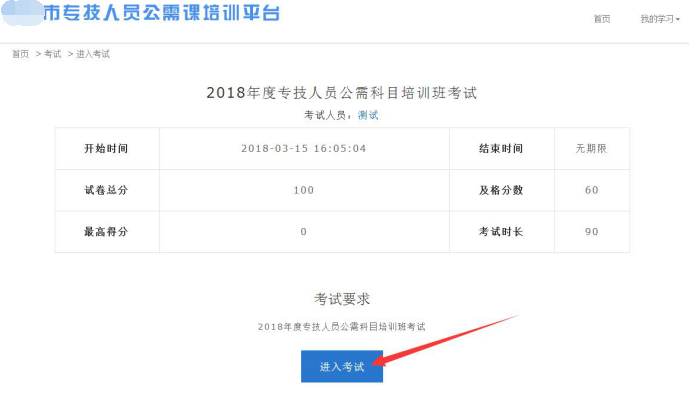 市专技人员公需课培训平台
首页 我的学习
首页 > 考试 > 进入考试
2018年度专技人员公需科目培训班考试
考试人员：测试
开始时间 2018-03-15 16:05:04 结束时间 无期限
试卷总分 100 及格分数 60
最高得分 0 考试时长 90
考试要求
2018年度专技人员公需科目培训班考试
进入考试